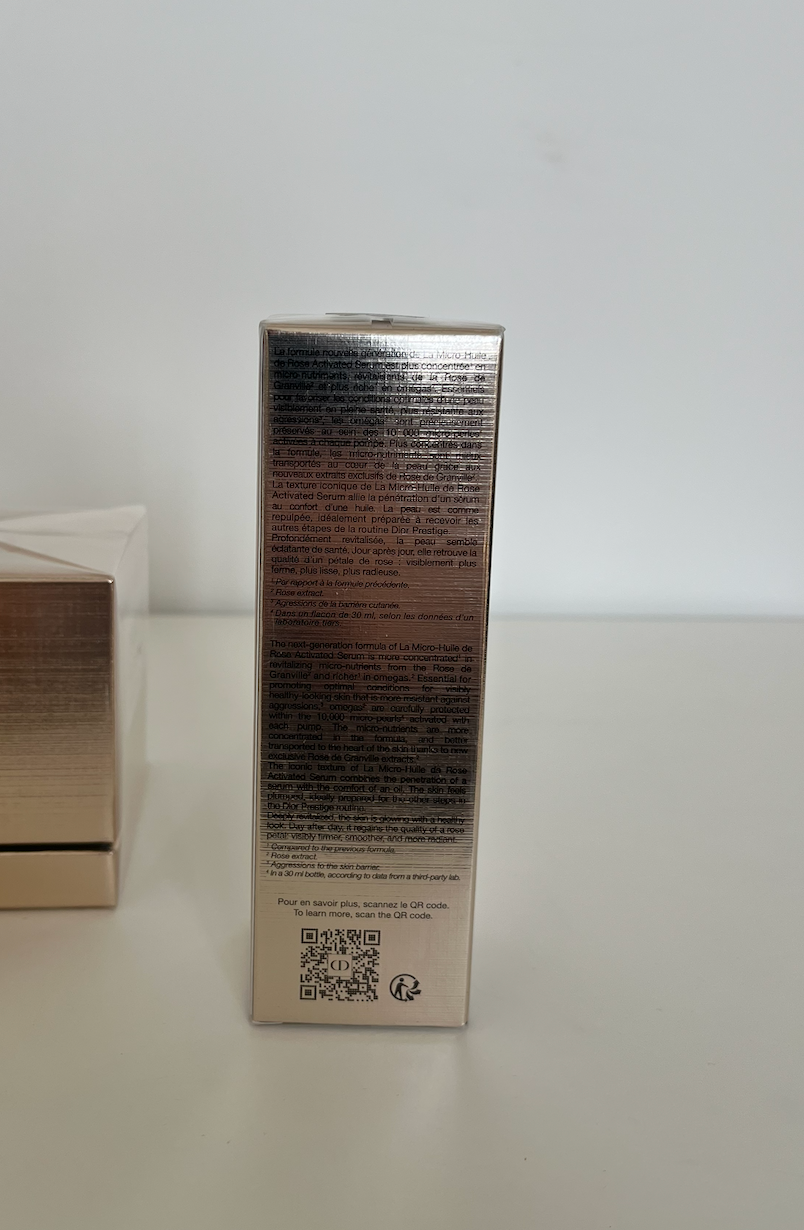 La formule nouvelle génération de La Micro-Huile
de Rose Activated Serum est plus concentrée¹ en
micro-nutriments revitalisants de la Rose de
Granville² et plus riche¹ en omégas². Essentiels
pour favoriser les conditions optimales d'une peau
visiblement en pleine santé, plus résistante aux
agressions³, les omégas² sont précieusement
préservés au sein des 10 000 micro-perles⁴
activées à chaque pompe. Plus concentrés dans
la formule, les micro-nutriments sont mieux
transportés au cœur de la peau grâce aux
nouveaux extraits exclusifs de Rose de Granville².
La texture iconique de La Micro-Huile de Rose
Activated Serum allie la pénétration d'un sérum
au confort d'une huile. La peau est comme
repulpée, idéalement préparée à recevoir les
autres étapes de la routine Dior Prestige.
Profondément revitalisée, la peau semble
éclatante de santé. Jour après jour, elle retrouve la
qualité d'un pétale de rose : visiblement plus
ferme, plus lisse, plus radieuse.
¹ Par rapport à la formule précédente.
² Rose extract.
³ Agressions de la barrière cutanée.
⁴ Dans un flacon de 30 ml, selon les données d'un
laboratoire tiers.
The next-generation formula of La Micro-Huile de
Rose Activated Serum is more concentrated¹ in
revitalizing micro-nutrients from the Rose de
Granville² and richer¹ in omegas.² Essential for
promoting optimal conditions for visibly
healthy-looking skin that is more resistant against
aggressions,³ omegas² are carefully protected
within the 10,000 micro-pearls⁴ activated with
each pump. The micro-nutrients are more
concentrated in the formula, and better
transported to the heart of the skin thanks to new
exclusive Rose de Granville extracts.²
The iconic texture of La Micro-Huile de Rose
Activated Serum combines the penetration of a
serum with the comfort of an oil. The skin feels
plumped, ideally prepared for the other steps in
the Dior Prestige routine.
Deeply revitalized, the skin is glowing with a healthy
look. Day after day, it regains the quality of a rose
petal: visibly firmer, smoother, and more radiant.
¹ Compared to the previous formula.
² Rose extract.
³ Aggressions to the skin barrier.
⁴ In a 30 ml bottle, according to data from a third-party lab.
Pour en savoir plus, scannez le QR code.
To learn more, scan the QR code.
CD